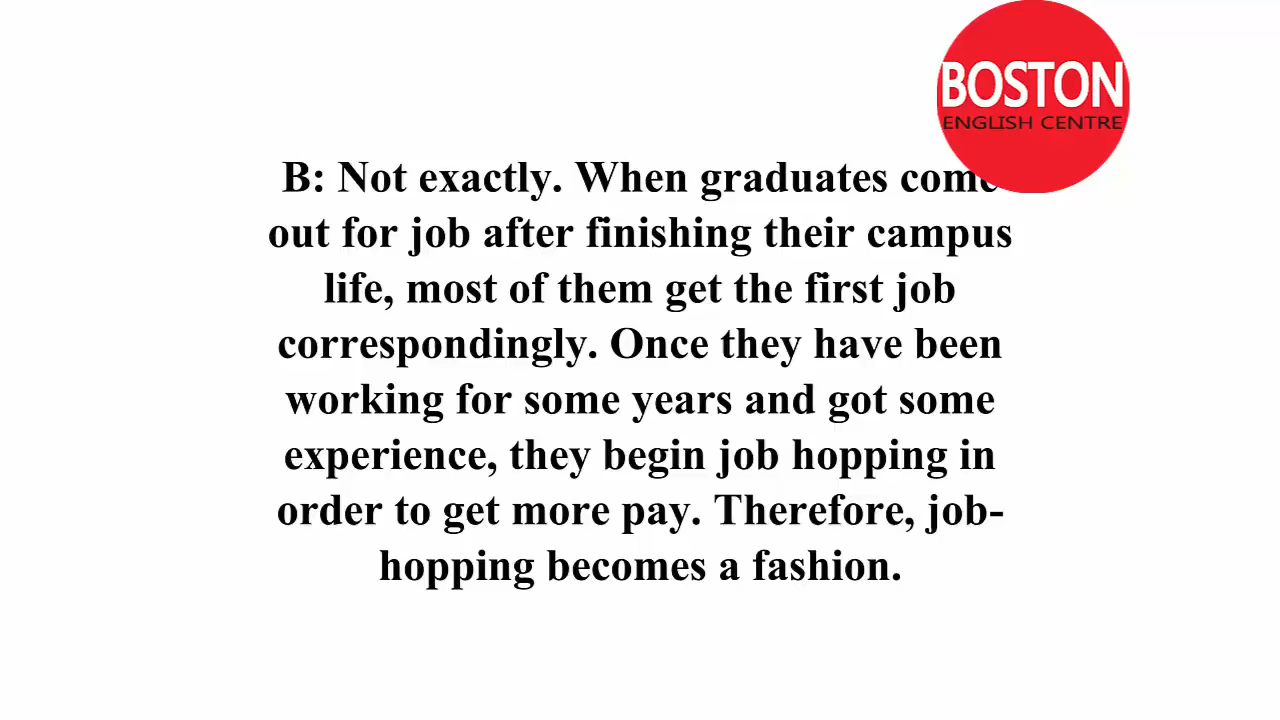 BOSTON
ENGLISH CENTRE
B: Not exactly. When graduates come
out for job after finishing their campus
life, most of them get the first job
correspondingly. Once they have been
working for some years and got some
experience, they begin job hopping in
order to get more pay. Therefore, job-
hopping becomes a fashion.